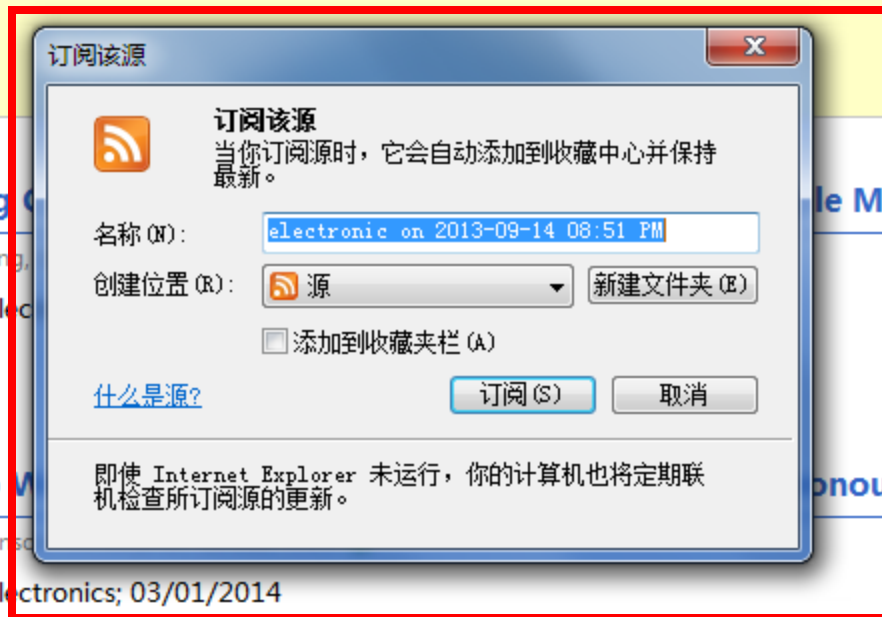 订阅该源
订阅该源
当你订阅源时，它会自动添加到收藏中心并保持
最新。
le M
名称(N):
electronic on 2013-09-14 08:51 PM
创建位置(R):
源
新建文件夹(E)
添加到收藏夹栏(A)
什么是源?
订阅(S)
取消
即使 Internet Explorer 未运行，你的计算机也将定期联
机检查所订阅源的更新。
onou
lectronics; 03/01/2014